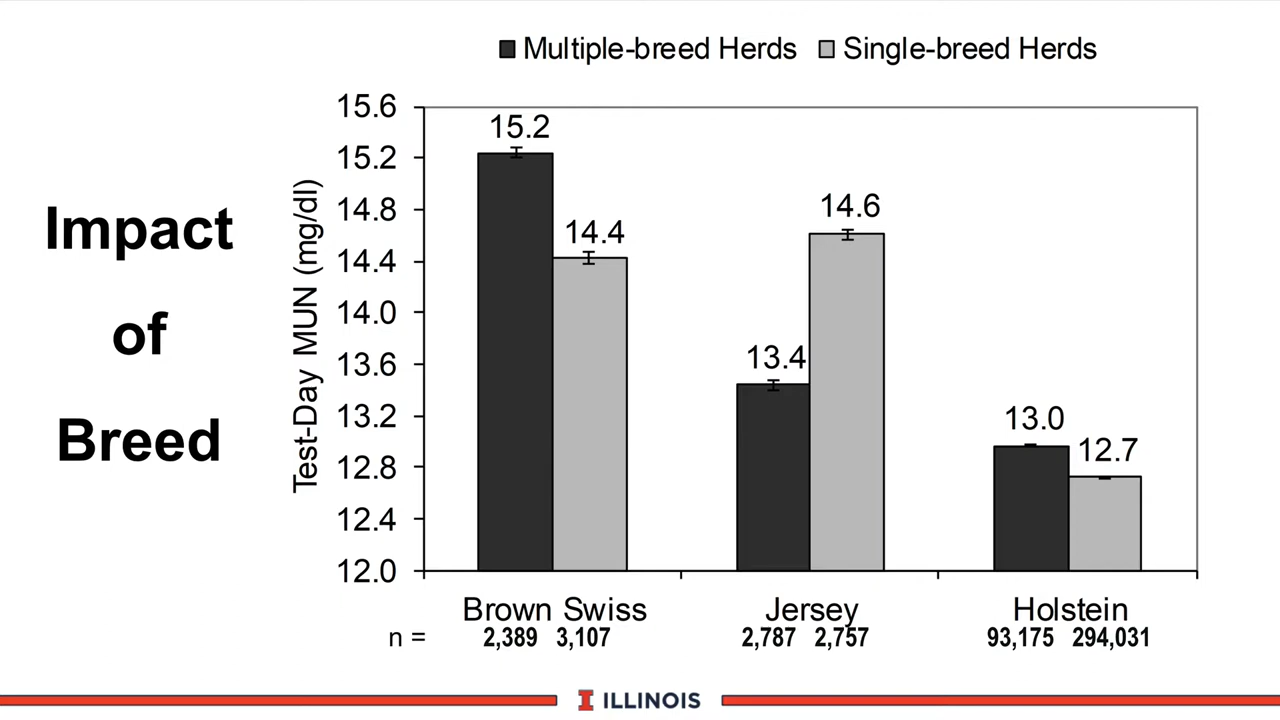 Multiple-breed Herds Single-breed Herds
Impact
of
Breed
Test-Day MUN (mg/dl)
15.6
15.2
14.8
14.4
14.0
13.6
13.2
12.8
12.4
12.0
15.2
14.4
13.4
14.6
13.0
12.7
Brown Swiss Jersey Holstein
n = 2,389 3,107 2,787 2,757 93,175 294,031
I ILLINOIS